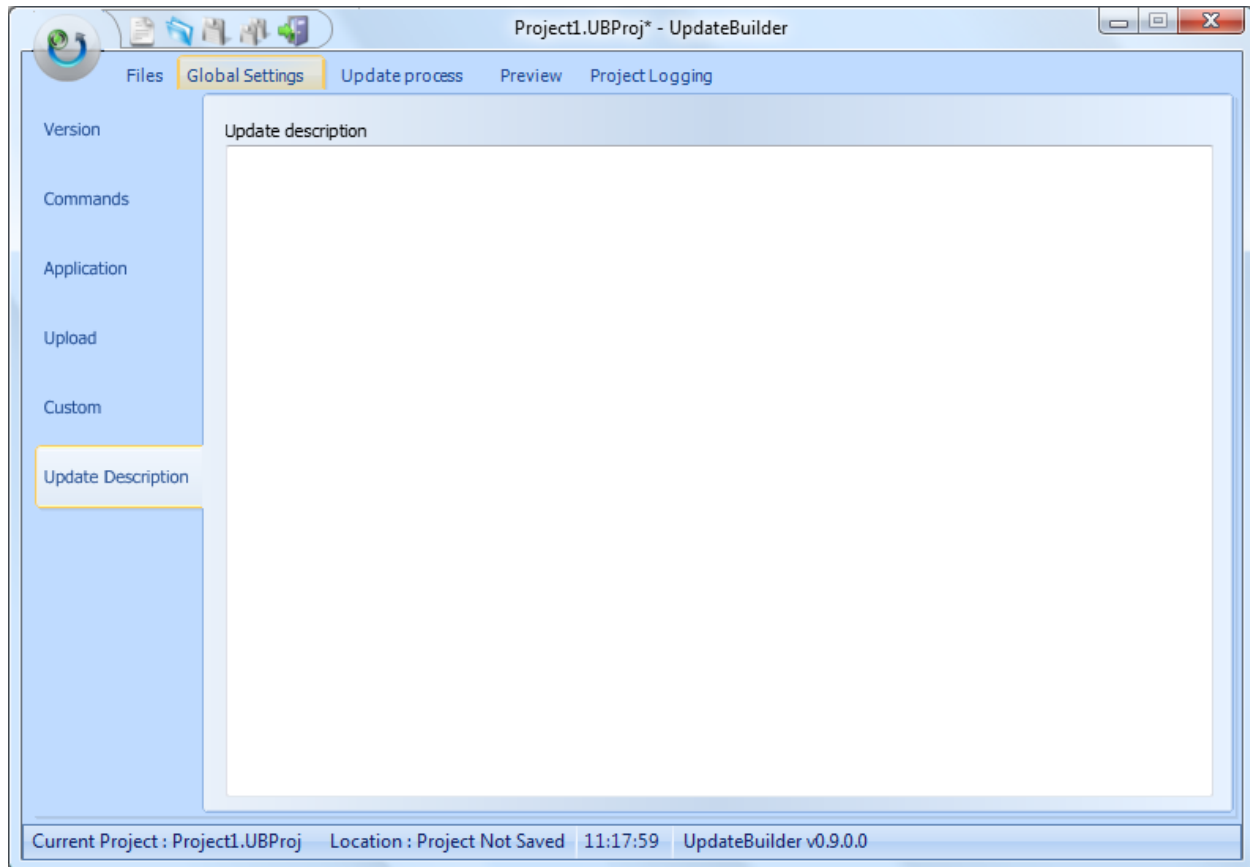 Project1.UBProj* - UpdateBuilder
Files Global Settings Update process Preview Project Logging
Version
Update description
Commands
Application
Upload
Custom
Update Description
Current Project : Project1.UBProj Location : Project Not Saved 11:17:59 UpdateBuilder v0.9.0.0